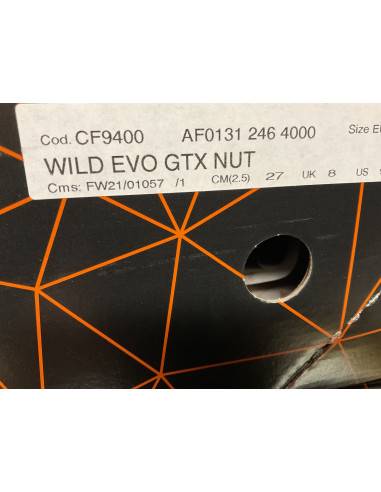 Cod. CF9400 AF0131 246 4000 Size
WILD EVO GTX NUT
Cms: FW21/01057 /1 CM(2.5) 27 UK 8 US